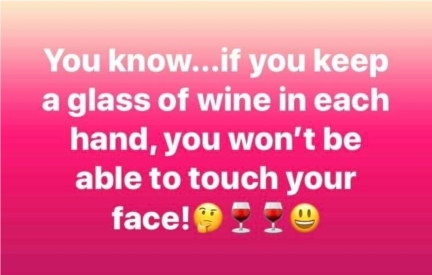 You know...if you keep
a glass of wine in each
hand, you won’t be
able to touch your
face!🤔🍷🍷😃